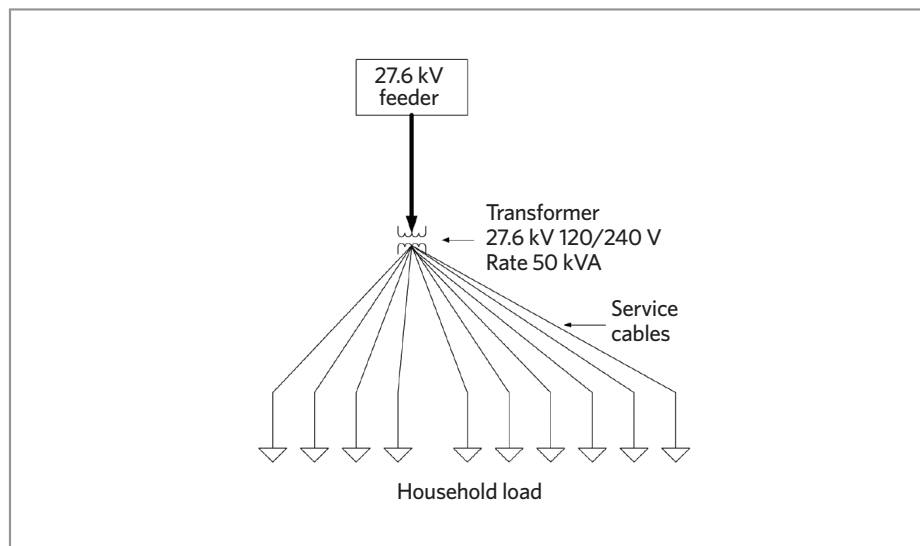 27.6 kV
feeder
Transformer
27.6 kV 120/240 V
Rate 50 kVA
Service
cables
Household load